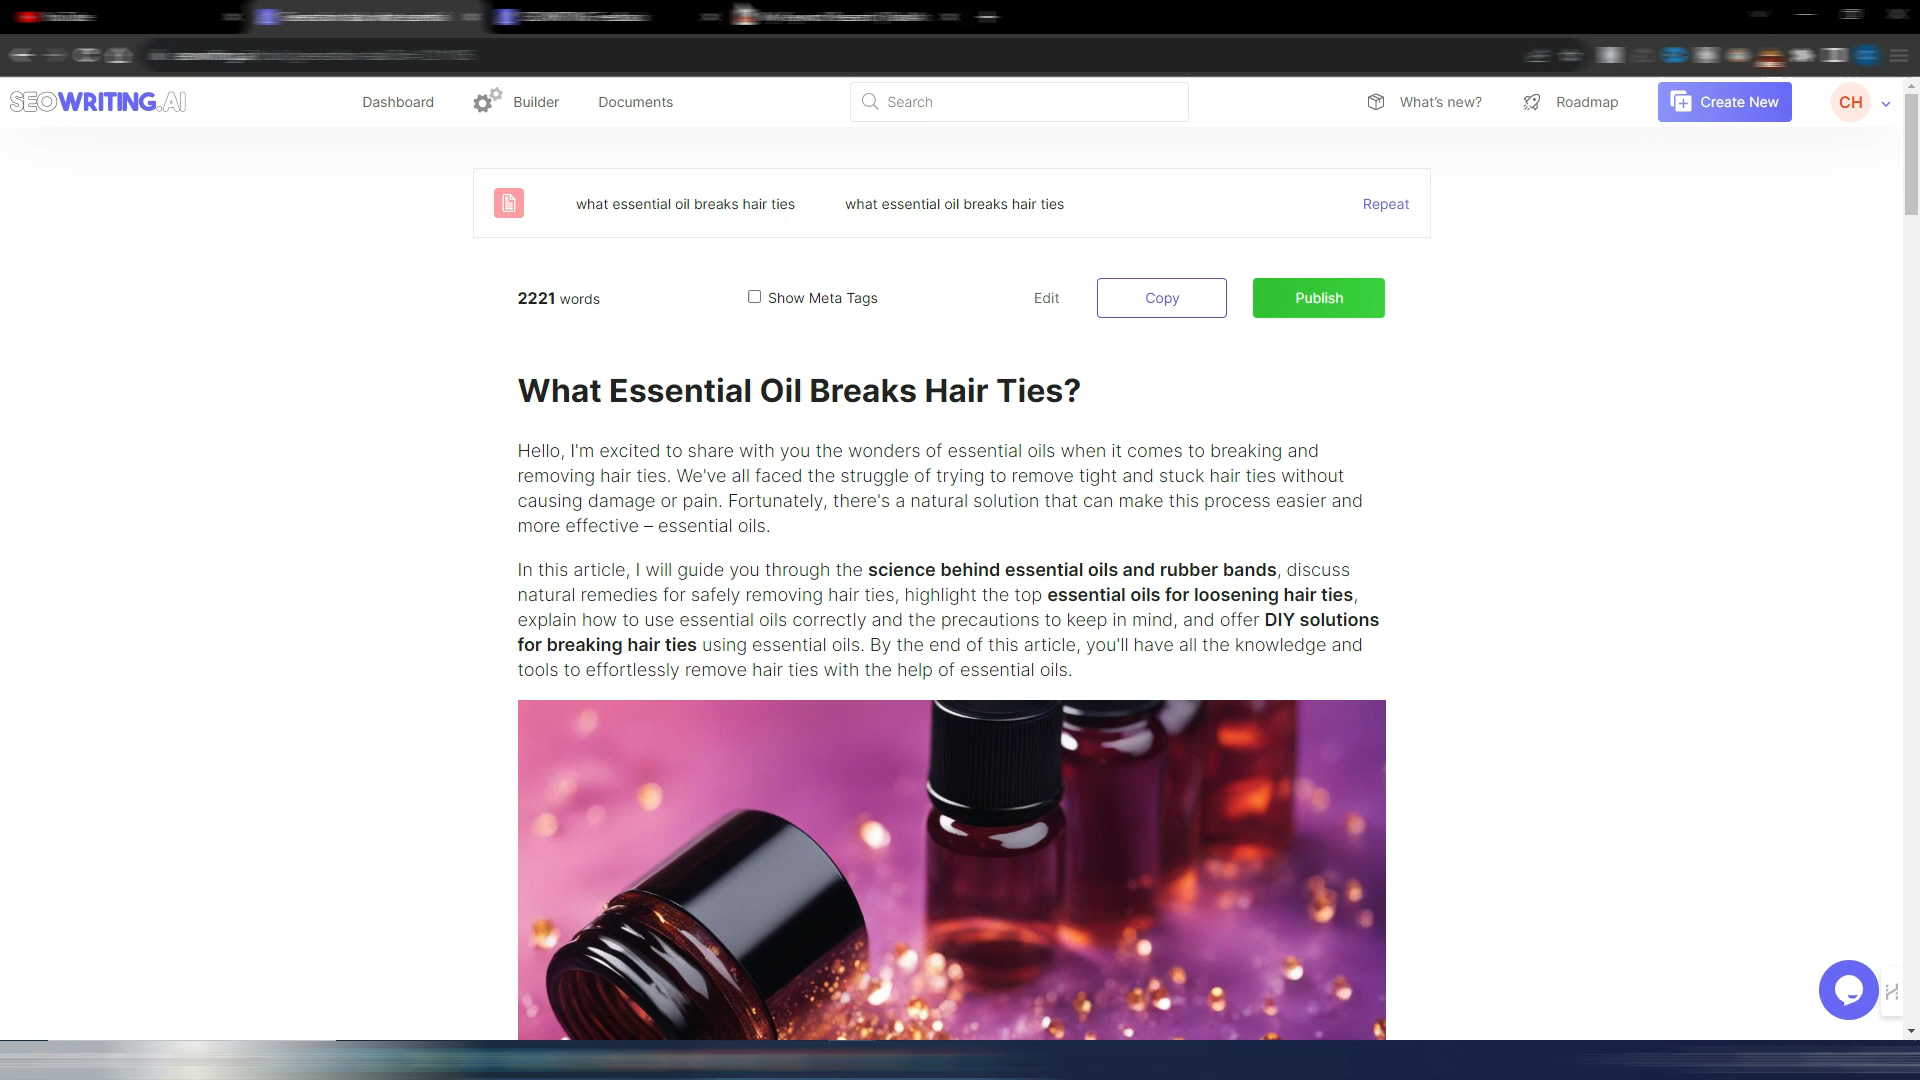 SEOWRITING.AI
Dashboard
Builder
Documents
Search
What's new?
Roadmap
Create New
CH
what essential oil breaks hair ties
what essential oil breaks hair ties
Repeat
2221 words
Show Meta Tags
Edit
Copy
Publish
What Essential Oil Breaks Hair Ties?
Hello, I'm excited to share with you the wonders of essential oils when it comes to breaking and
removing hair ties. We've all faced the struggle of trying to remove tight and stuck hair ties without
causing damage or pain. Fortunately, there's a natural solution that can make this process easier and
more effective – essential oils.
In this article, I will guide you through the science behind essential oils and rubber bands, discuss
natural remedies for safely removing hair ties, highlight the top essential oils for loosening hair ties,
explain how to use essential oils correctly and the precautions to keep in mind, and offer DIY solutions
for breaking hair ties using essential oils. By the end of this article, you'll have all the knowledge and
tools to effortlessly remove hair ties with the help of essential oils.